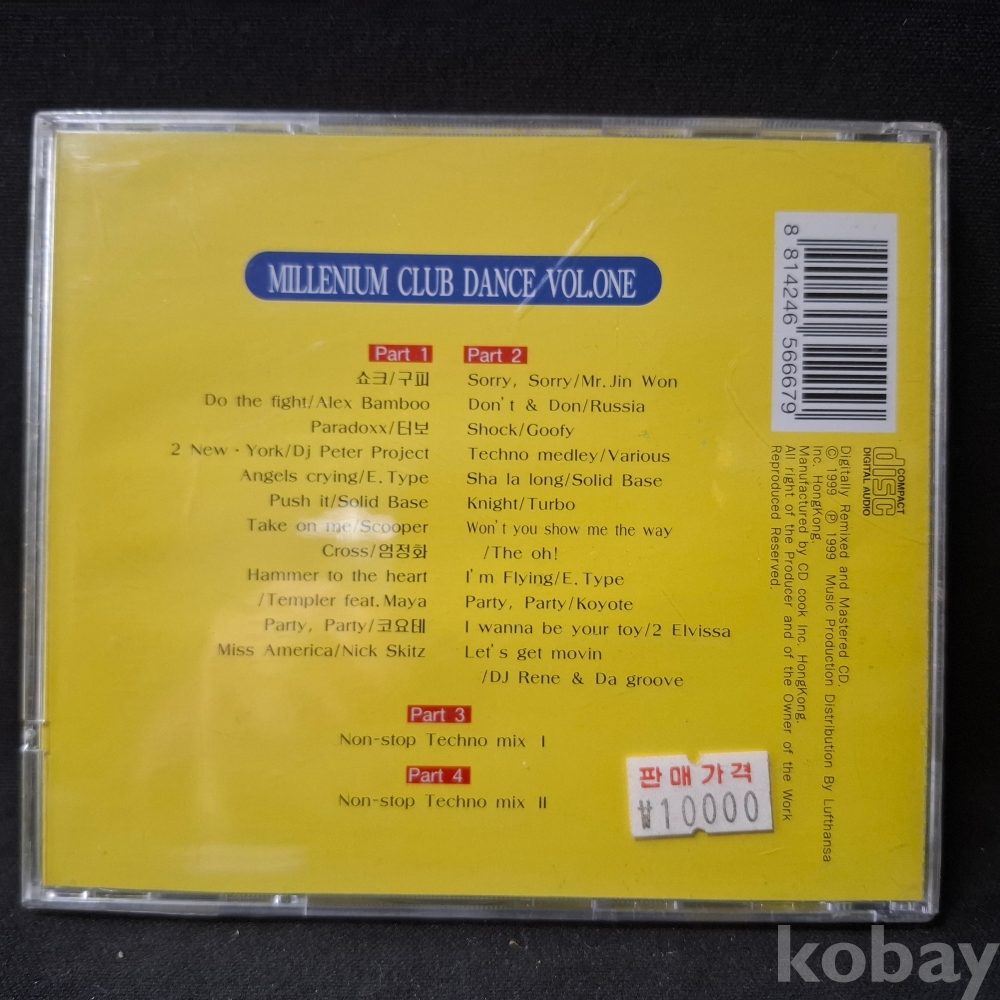 MILLENIUM CLUB DANCE VOL.ONE
Part 1
쇼크/구피
Do the fight/Alex Bamboo
Paradoxx/터보
2 New·York/Dj Peter Project
Angels crying/E.Type
Push it/Solid Base
Take on me/Scooper
Cross/엄정화
Hammer to the heart
/Templer feat.Maya
Party, Party/코요테
Miss America/Nick Skitz
Part 2
Sorry, Sorry/Mr.Jin Won
Don't & Don/Russia
Shock/Goofy
Techno medley/Various
Sha la long/Solid Base
Knight/Turbo
Won't you show me the way
/The oh!
I'm Flying/E.Type
Party, Party/Koyote
I wanna be your toy/2 Elvissa
Let's get movin
/DJ Rene & Da groove
Part 3
Non-stop Techno mix I
Part 4
Non-stop Techno mix II
판매가격
₩10000
8 814246 566679
COMPACT
disc
DIGITAL AUDIO
Digitally Remixed and Mastered CD.
© 1999 ℗ 1999 Music Production Distribution By Lufthansa
Inc. HongKong.
Manufactured by CD cook Inc. HongKong.
All right of the Producer and of the Owner of the Work
Reproduced Reserved.
kobay